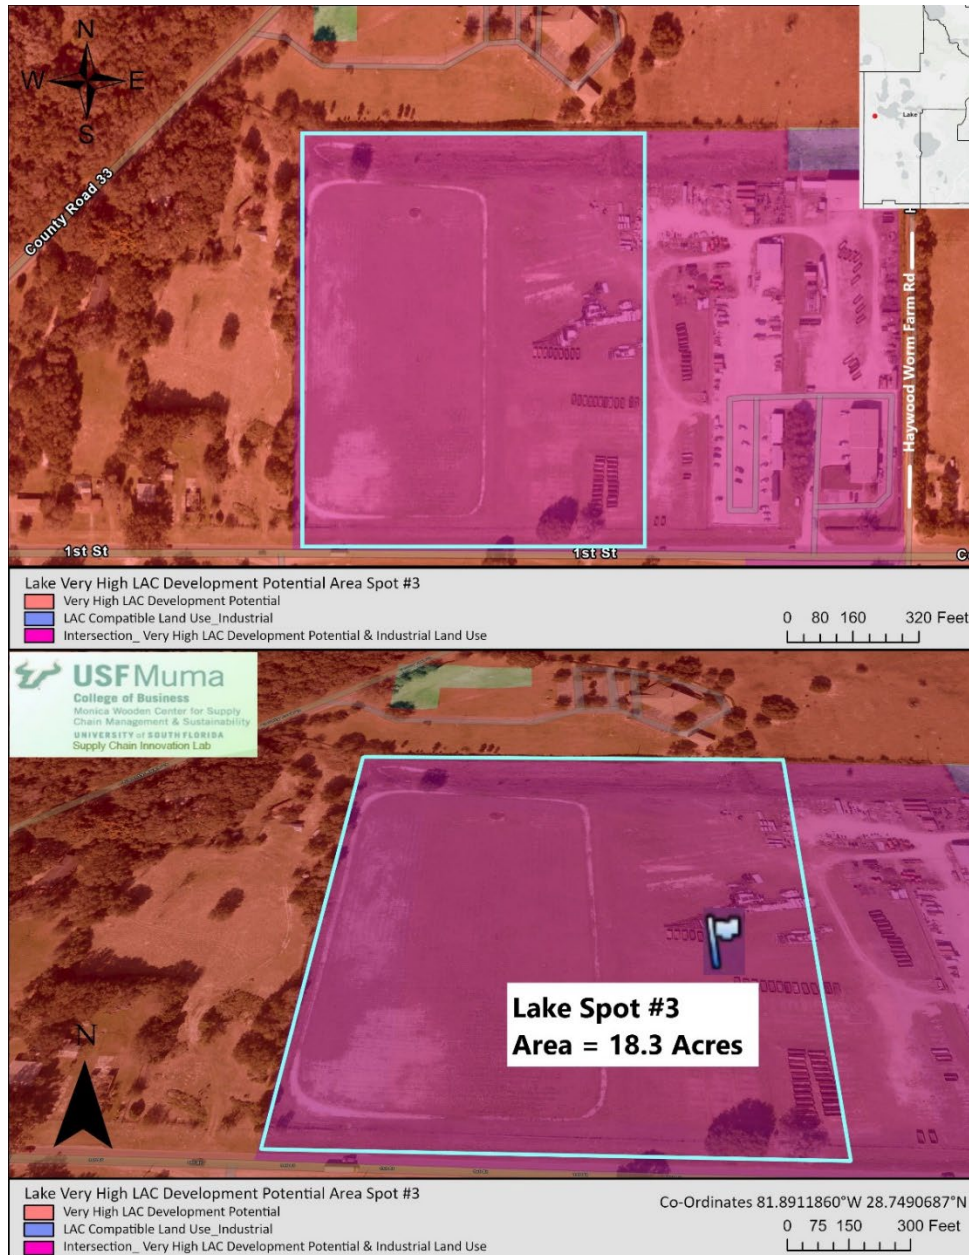 N
W E
S
County Road 33
Lake
Haywood Worm Farm Rd
1st St
1st St
C
Lake Very High LAC Development Potential Area Spot #3
Very High LAC Development Potential
LAC Compatible Land Use_Industrial
Intersection_ Very High LAC Development Potential & Industrial Land Use
0 80 160 320 Feet
USF Muma
College of Business
Monica Wooden Center for Supply
Chain Management & Sustainability
UNIVERSITY of SOUTH FLORIDA
Supply Chain Innovation Lab
Lake Spot #3
Area = 18.3 Acres
N
Lake Very High LAC Development Potential Area Spot #3
Very High LAC Development Potential
LAC Compatible Land Use_Industrial
Intersection_ Very High LAC Development Potential & Industrial Land Use
Co-Ordinates 81.8911860°W 28.7490687°N
0 75 150 300 Feet